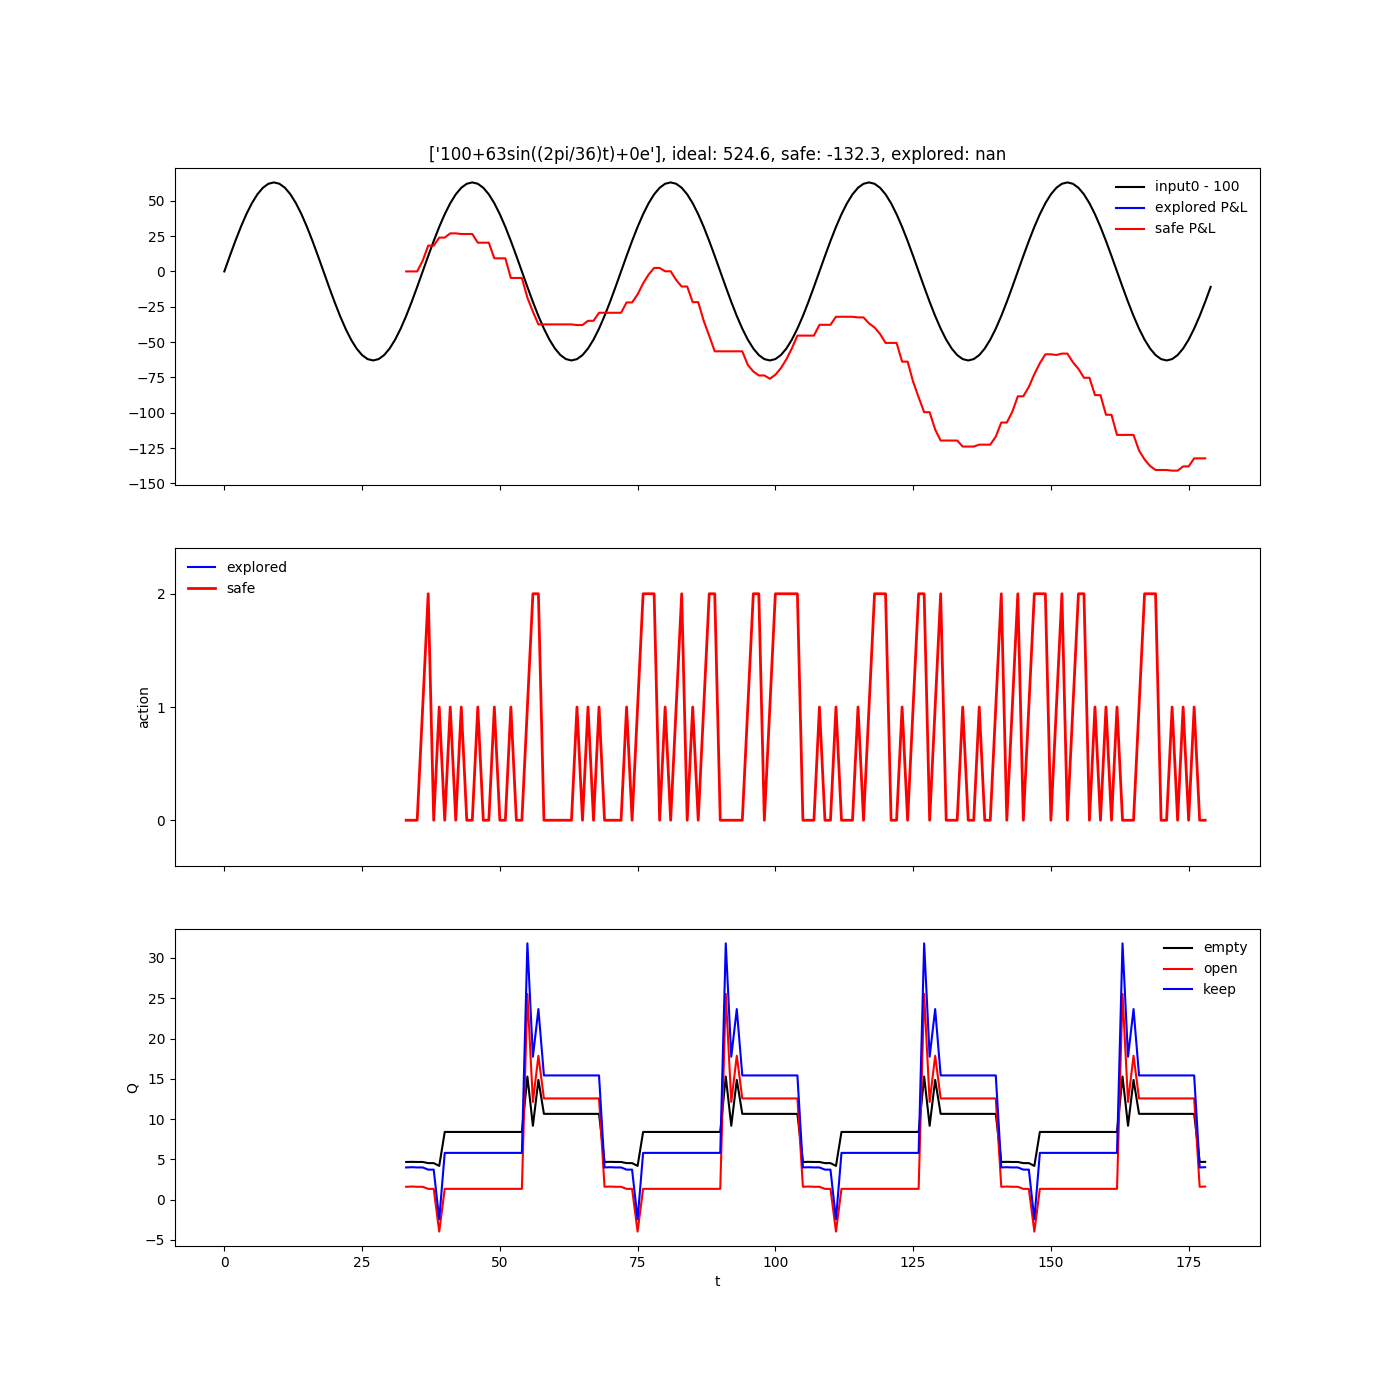 ['100+63sin((2pi/36)t)+0e'], ideal: 524.6, safe: -132.3, explored: nan
input0 - 100
explored P&L
safe P&L
50
25
0
−25
−50
−75
−100
−125
−150
explored
safe
action
2
1
0
empty
open
keep
Q
30
25
20
15
10
5
0
−5
0 25 50 75 100 125 150 175
t